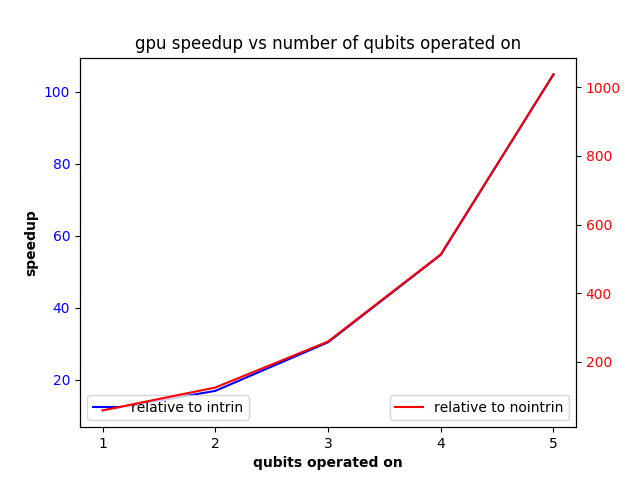 gpu speedup vs number of qubits operated on
speedup
100
80
60
40
20
1000
800
600
400
200
relative to intrin
relative to nointrin
1 2 3 4 5
qubits operated on